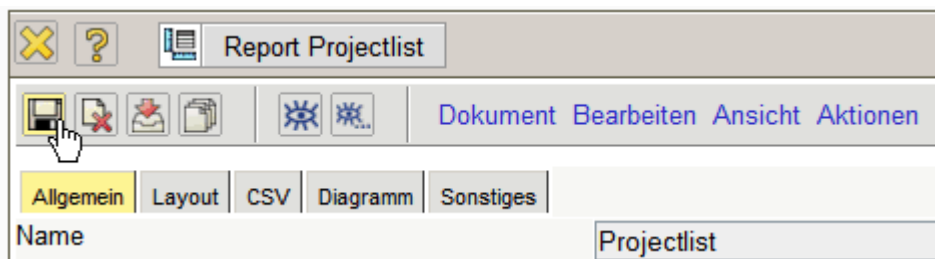 Report Projectlist
Dokument Bearbeiten Ansicht Aktionen
Allgemein Layout CSV Diagramm Sonstiges
Name Projectlist